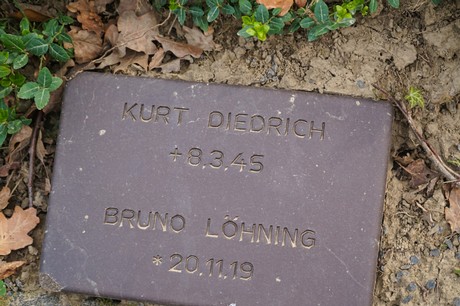 KURT DIEDRICH
+8.3.45
BRUNO LÖHNING
*20.11.19